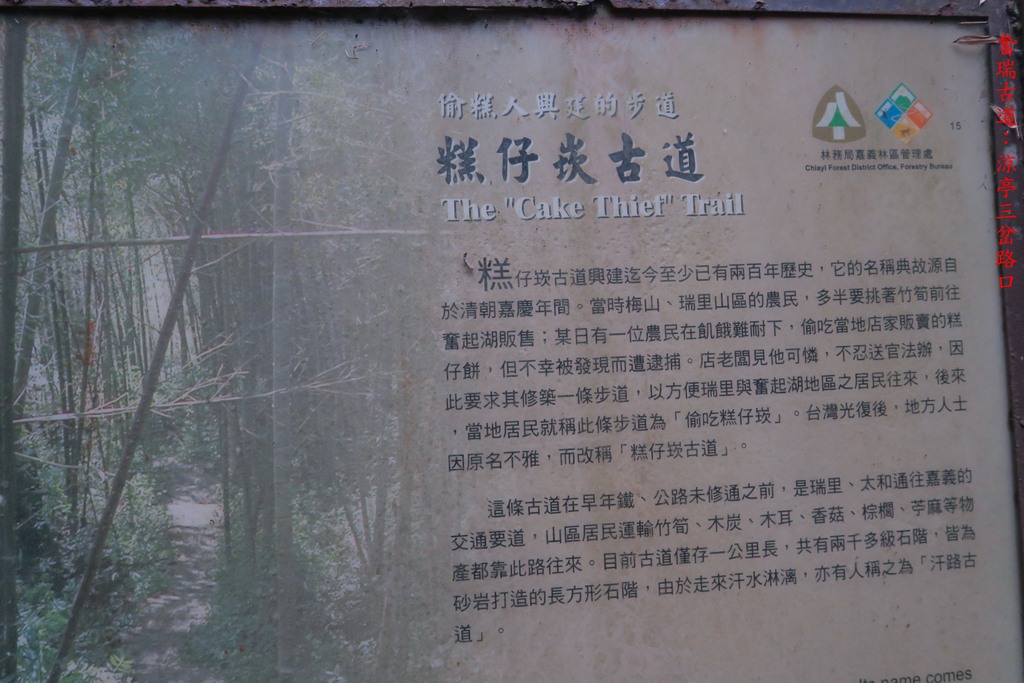 偷糕人興建的步道
糕仔崁古道
The "Cake Thief" Trail
林務局嘉義林區管理處
Chiayi Forest District Office, Forestry Bureau
15
糕仔崁古道興建迄今至少已有兩百年歷史，它的名稱典故源自
於清朝嘉慶年間。當時梅山、瑞里山區的農民，多半要挑著竹筍前往
奮起湖販售；某日有一位農民在飢餓難耐下，偷吃當地店家販賣的糕
仔餅，但不幸被發現而遭逮捕。店老闆見他可憐，不忍送官法辦，因
此要求其修築一條步道，以方便瑞里與奮起湖地區之居民往來，後來
，當地居民就稱此條步道為「偷吃糕仔崁」。台灣光復後，地方人士
因原名不雅，而改稱「糕仔崁古道」。
這條古道在早年鐵、公路未修通之前，是瑞里、太和通往嘉義的
交通要道，山區居民運輸竹筍、木炭、木耳、香菇、棕櫚、苧麻等物
產都靠此路往來。目前古道僅存一公里長，共有兩千多級石階，皆為
砂岩打造的長方形石階，由於走來汗水淋漓，亦有人稱之為「汗路古
道」。
name comes
奮瑞古道：涼亭三岔路口